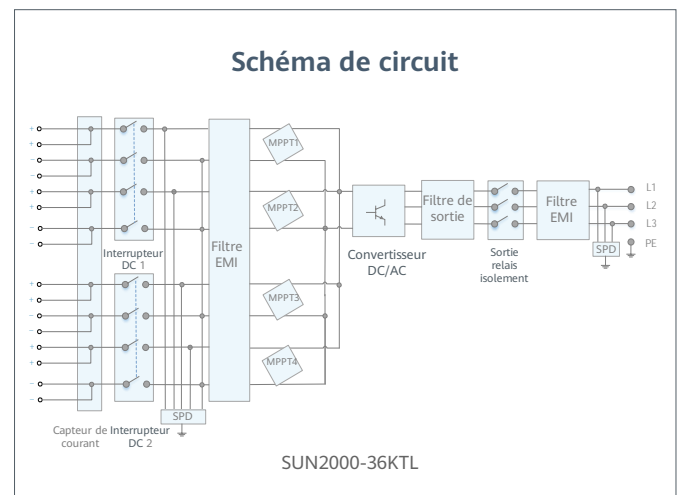 Schéma de circuit
+
+
−
−
+
+
−
−
Interrupteur
DC 1
+
+
−
−
+
+
−
−
Capteur de
courant
Interrupteur
DC 2
SPD
Filtre
EMI
MPPT1
MPPT2
MPPT3
MPPT4
Convertisseur
DC/AC
Filtre de
sortie
Sortie
relais
isolement
Filtre
EMI
SPD
L1
L2
L3
PE
SUN2000-36KTL